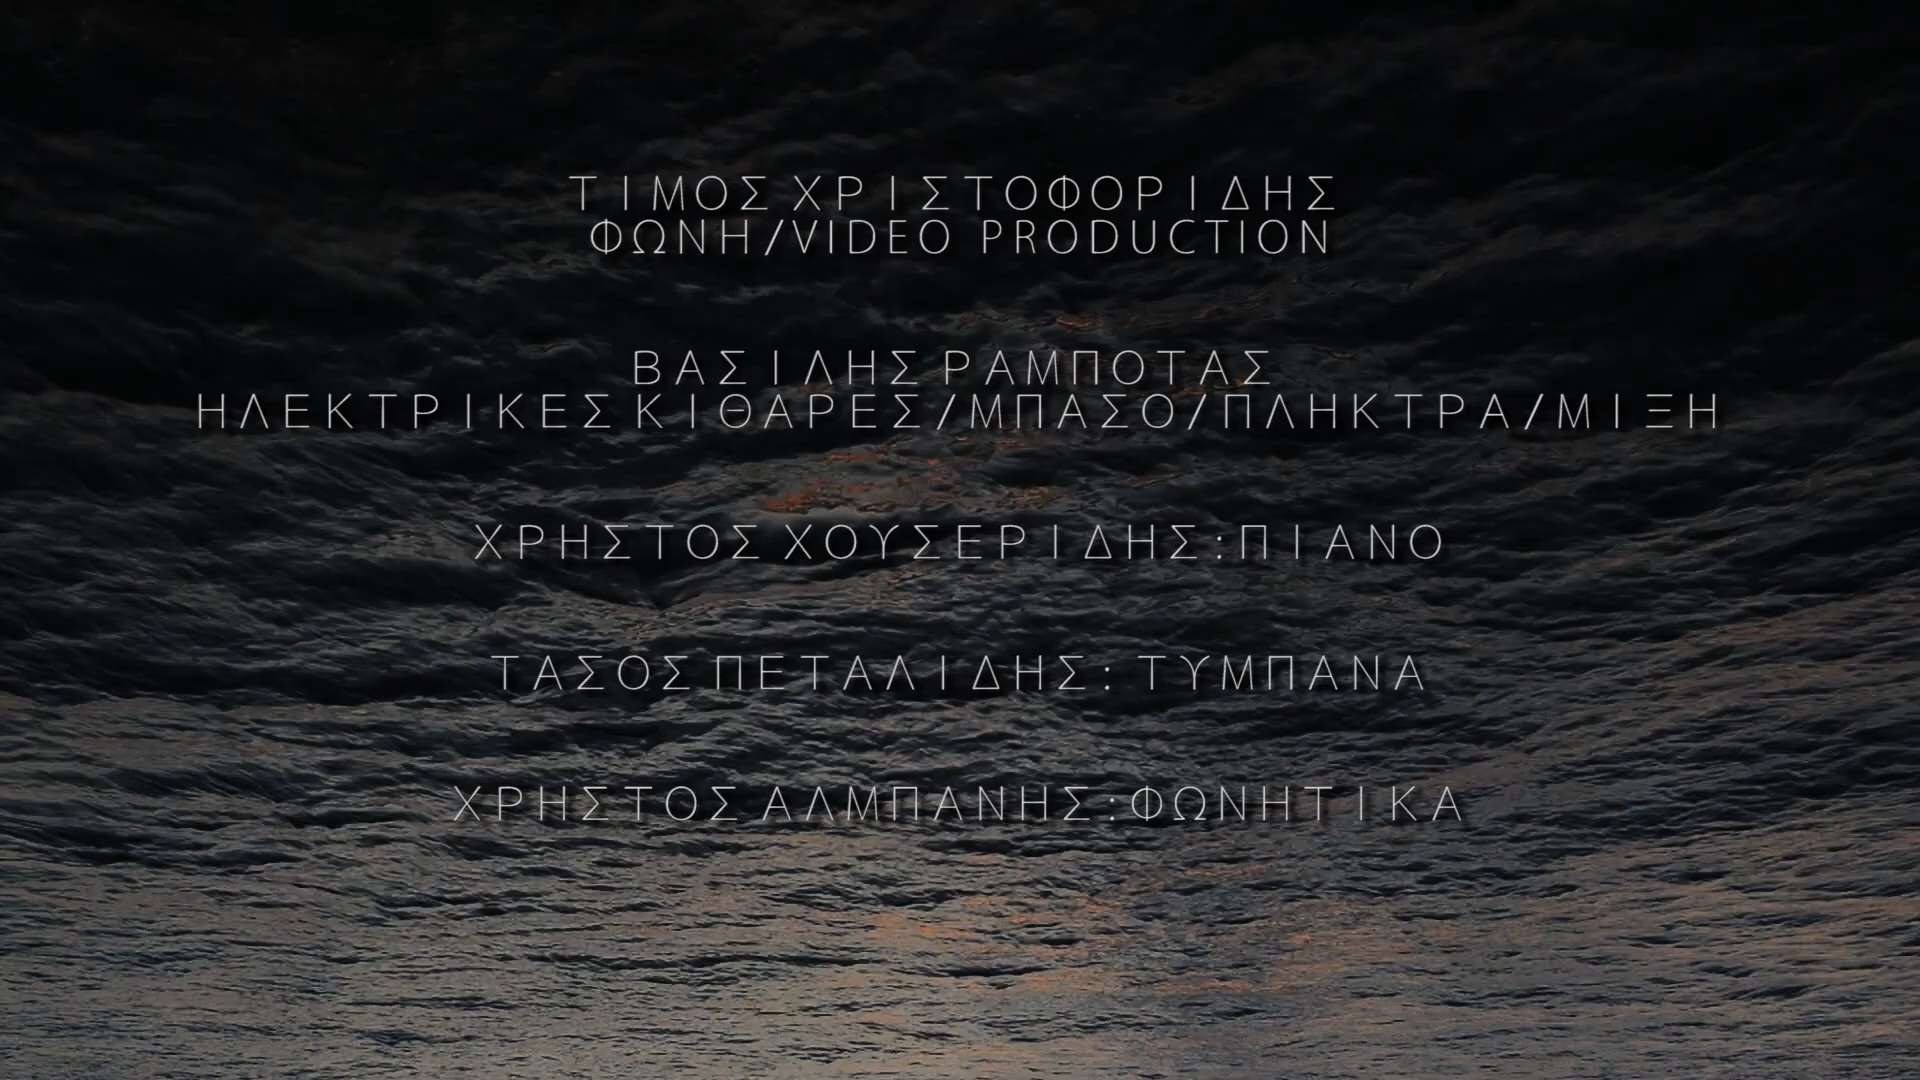 ΤΙΜΟΣ ΧΡΙΣΤΟΦΟΡΙΔΗΣ
ΦΩΝΗ/VIDEO PRODUCTION
ΒΑΣΙΛΗΣ ΡΑΜΠΟΤΑΣ
ΗΛΕΚΤΡΙΚΕΣ ΚΙΘΑΡΕΣ/ΜΠΑΣΟ/ΠΛΗΚΤΡΑ/ΜΙΞΗ
ΧΡΗΣΤΟΣ ΧΟΥΣΕΡΙΔΗΣ:ΠΙΑΝΟ
ΤΑΣΟΣ ΠΕΤΑΛΙΔΗΣ: ΤΥΜΠΑΝΑ
ΧΡΗΣΤΟΣ ΑΛΜΠΑΝΗΣ:ΦΩΝΗΤΙΚΑ